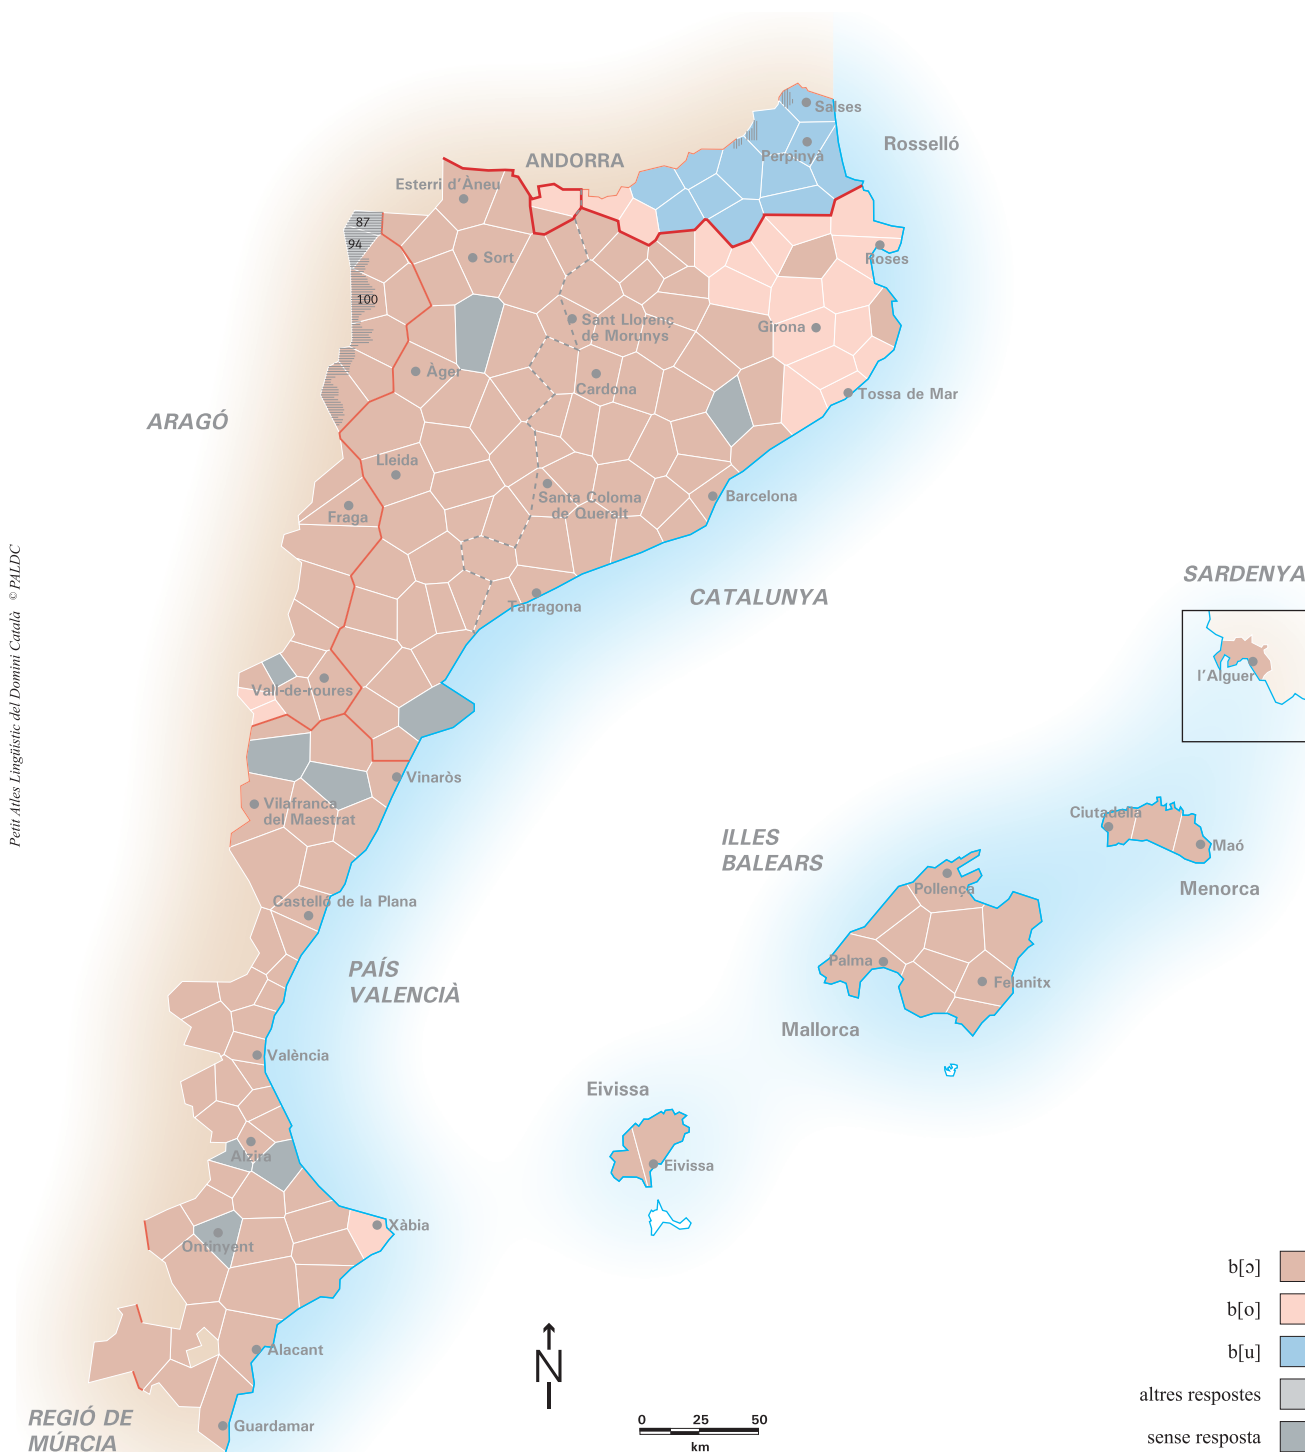 Salses
Rosselló
Perpinyà
ANDORRA
Esterri d'Àneu
87
94
Sort
Roses
100
Sant Llorenç
de Morunys
Girona
Àger
Cardona
Tossa de Mar
ARAGÓ
Lleida
Santa Coloma
de Queralt
Barcelona
Fraga
Petit Atles Lingüístic del Domini Català © PALDC
SARDENYA
CATALUNYA
Tarragona
l'Alguer
Vall-de-roures
Vinaròs
Vilafranca
del Maestrat
Ciutadella
ILLES
BALEARS
Maó
Pollença
Menorca
Castelló de la Plana
Palma
PAÍS
VALENCIÀ
Felanitx
Mallorca
València
Eivissa
Alzira
Eivissa
Xàbia
Ontinyent
b[ɔ]
b[o]
b[u]
Alacant
N
altres respostes
REGIÓ DE
MÚRCIA
Guardamar
0 25 50
km
sense resposta